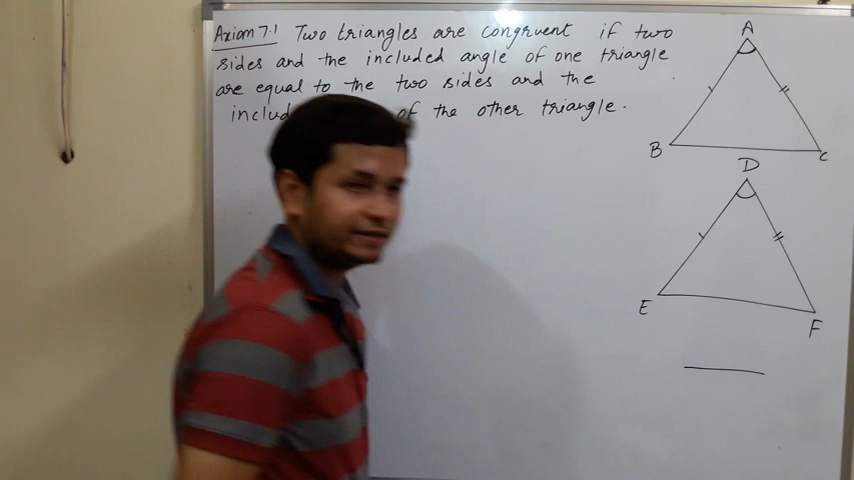 Axiom 7.1 Two triangles are congruent if two
sides and the included angle of one triangle
are equal to the two sides and the
of the other triangle.
A
B
C
D
E
F